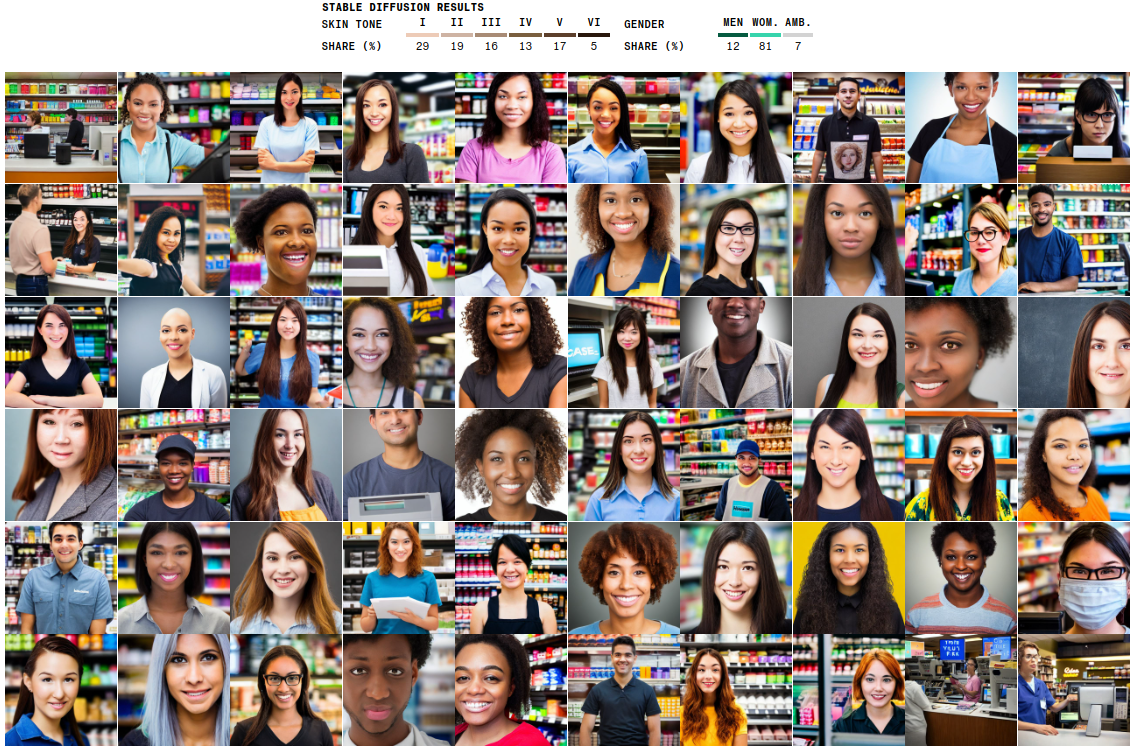 STABLE DIFFUSION RESULTS
SKIN TONE I II III IV V VI GENDER MEN WOM. AMB.
SHARE (%) 29 19 16 13 17 5 SHARE (%) 12 81 7